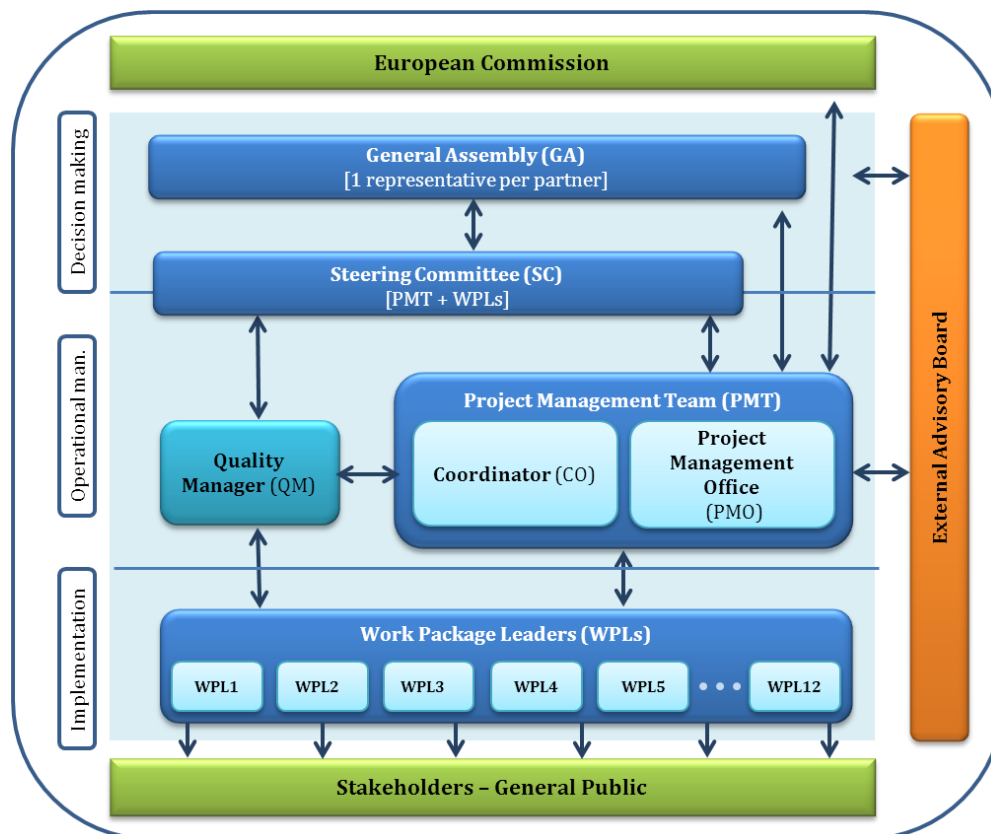 European Commission
Decision making
General Assembly (GA)
[1 representative per partner]
Steering Committee (SC)
[PMT + WPLs]
Operational man.
Project Management Team (PMT)
Quality
Manager (QM)
Coordinator (CO)
Project
Management
Office
(PMO)
External Advisory Board
Implementation
Work Package Leaders (WPLs)
WPL1
WPL2
WPL3
WPL4
WPL5
• • •
WPL12
Stakeholders – General Public